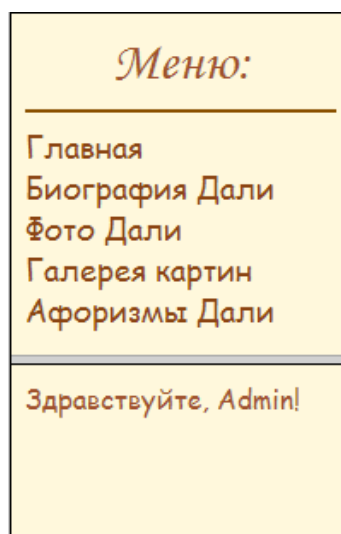 Меню:
Главная
Биография Дали
Фото Дали
Галерея картин
Афоризмы Дали
Здравствуйте, Admin!